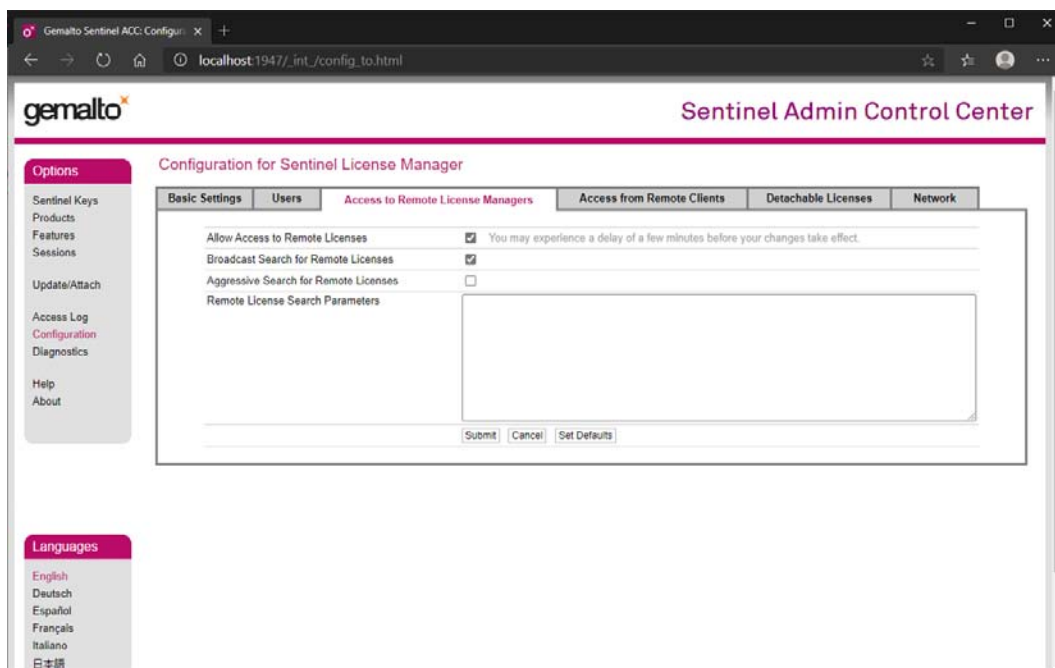 Gemalto Sentinel ACC: Configur
localhost:1947/_int_/config_to.html
gemalto
Sentinel Admin Control Center
Options
Sentinel Keys
Products
Features
Sessions
Update/Attach
Access Log
Configuration
Diagnostics
Help
About
Configuration for Sentinel License Manager
Basic Settings Users Access to Remote License Managers Access from Remote Clients Detachable Licenses Network
Allow Access to Remote Licenses You may experience a delay of a few minutes before your changes take effect.
Broadcast Search for Remote Licenses
Aggressive Search for Remote Licenses
Remote License Search Parameters
Submit Cancel Set Defaults
Languages
English
Deutsch
Español
Français
Italiano
日本語